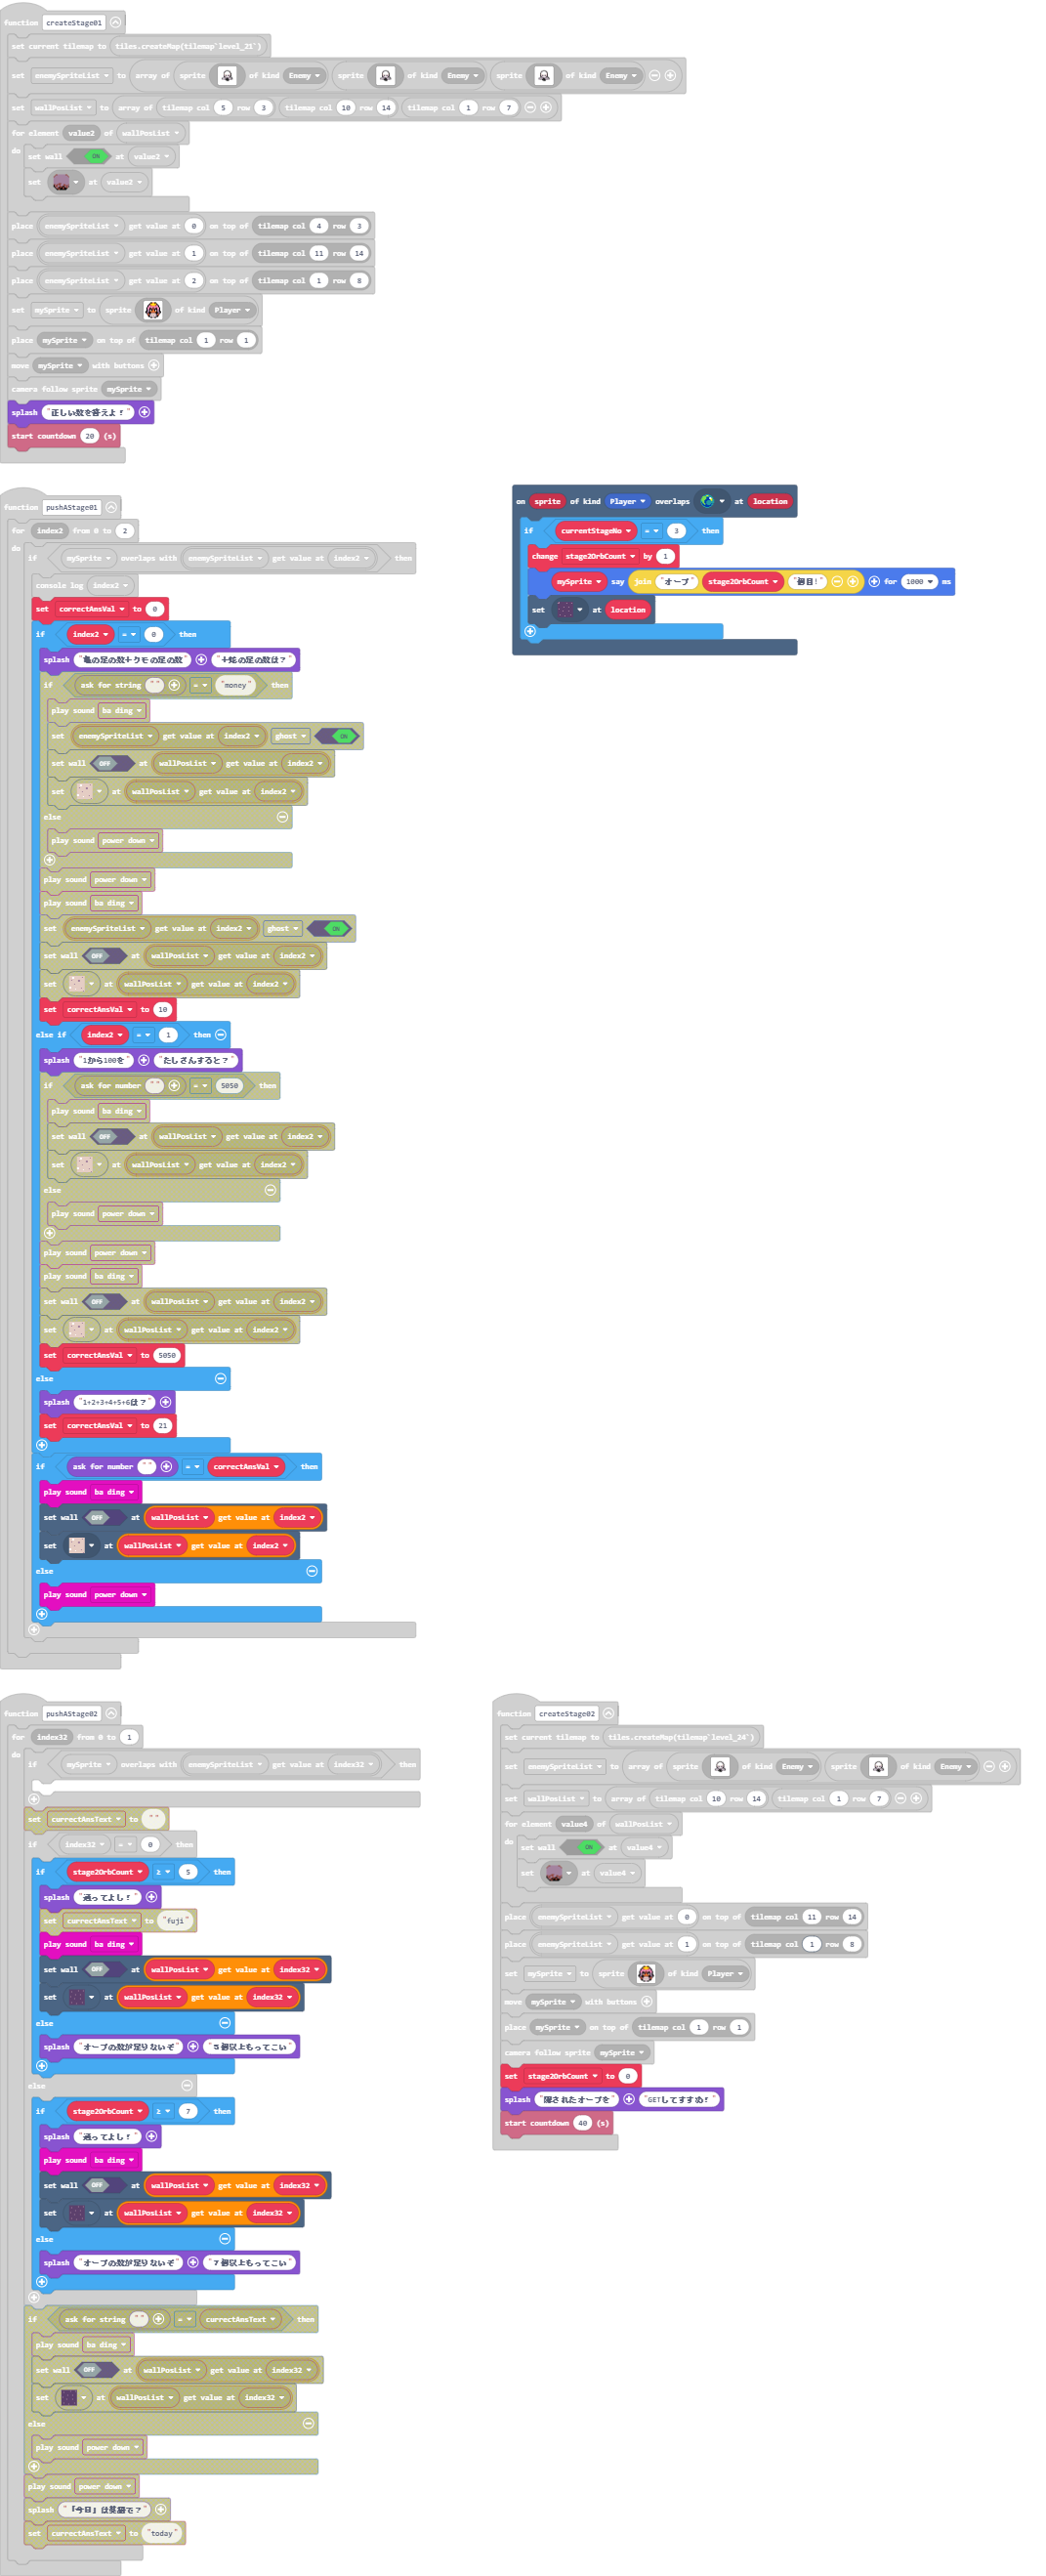 function createStage01
set current tilemap to tiles.createMap(tilemap`level_21`)
set enemySpriteList to array of sprite of kind Enemy sprite of kind Enemy sprite of kind Enemy
set wallPosList to array of tilemap col 5 row 3 tilemap col 10 row 14 tilemap col 1 row 7
for element value2 of wallPosList
do set wall ON at value2
set at value2
place enemySpriteList get value at 0 on top of tilemap col 4 row 3
place enemySpriteList get value at 1 on top of tilemap col 11 row 14
place enemySpriteList get value at 2 on top of tilemap col 1 row 8
set mySprite to sprite of kind Player
place mySprite on top of tilemap col 1 row 1
move mySprite with buttons
camera follow sprite mySprite
splash "正しい数を答えよ！"
start countdown 20 (s)
function pushAStage01
for index2 from 0 to 2
do if mySprite overlaps with enemySpriteList get value at index2 then
console log index2
set correctAnsVal to 0
if index2 = 0 then
splash "亀の足の数＋クモの足の数" "＋蛇の足の数は？"
if ask for string "" = "money" then
play sound ba ding
set enemySpriteList get value at index2 ghost ON
set wall OFF at wallPosList get value at index2
set at wallPosList get value at index2
else
play sound power down
play sound power down
play sound ba ding
set enemySpriteList get value at index2 ghost ON
set wall OFF at wallPosList get value at index2
set at wallPosList get value at index2
set correctAnsVal to 10
else if index2 = 1 then
splash "1から100を" "たしざんすると？"
if ask for number "" = 5050 then
play sound ba ding
set wall OFF at wallPosList get value at index2
set at wallPosList get value at index2
else
play sound power down
play sound power down
play sound ba ding
set wall OFF at wallPosList get value at index2
set at wallPosList get value at index2
set correctAnsVal to 5050
else
splash "1+2+3+4+5+6は？"
set correctAnsVal to 21
if ask for number "" = correctAnsVal then
play sound ba ding
set wall OFF at wallPosList get value at index2
set at wallPosList get value at index2
else
play sound power down
on sprite of kind Player overlaps at location
if currentStageNo = 3 then
change stage2OrbCount by 1
mySprite say join "オーブ" stage2OrbCount "個目!" for 1000 ms
set at location
function pushAStage02
for index32 from 0 to 1
do if mySprite overlaps with enemySpriteList get value at index32 then
set currectAnsText to ""
if index32 = 0 then
if stage2OrbCount ≥ 5 then
splash "通ってよし！"
set currectAnsText to "fuji"
play sound ba ding
set wall OFF at wallPosList get value at index32
set at wallPosList get value at index32
else
splash "オーブの数が足りないぞ" "５個以上もってこい"
else
if stage2OrbCount ≥ 7 then
splash "通ってよし！"
play sound ba ding
set wall OFF at wallPosList get value at index32
set at wallPosList get value at index32
else
splash "オーブの数が足りないぞ" "７個以上もってこい"
if ask for string "" = currectAnsText then
play sound ba ding
set wall OFF at wallPosList get value at index32
set at wallPosList get value at index32
else
play sound power down
play sound power down
splash "「今日」は英語で？"
set currectAnsText to "today"
function createStage02
set current tilemap to tiles.createMap(tilemap`level_24`)
set enemySpriteList to array of sprite of kind Enemy sprite of kind Enemy
set wallPosList to array of tilemap col 10 row 14 tilemap col 1 row 7
for element value4 of wallPosList
do set wall ON at value4
set at value4
place enemySpriteList get value at 0 on top of tilemap col 11 row 14
place enemySpriteList get value at 1 on top of tilemap col 1 row 8
set mySprite to sprite of kind Player
move mySprite with buttons
place mySprite on top of tilemap col 1 row 1
camera follow sprite mySprite
set stage2OrbCount to 0
splash "隠されたオーブを" "GETしてすすめ！"
start countdown 40 (s)